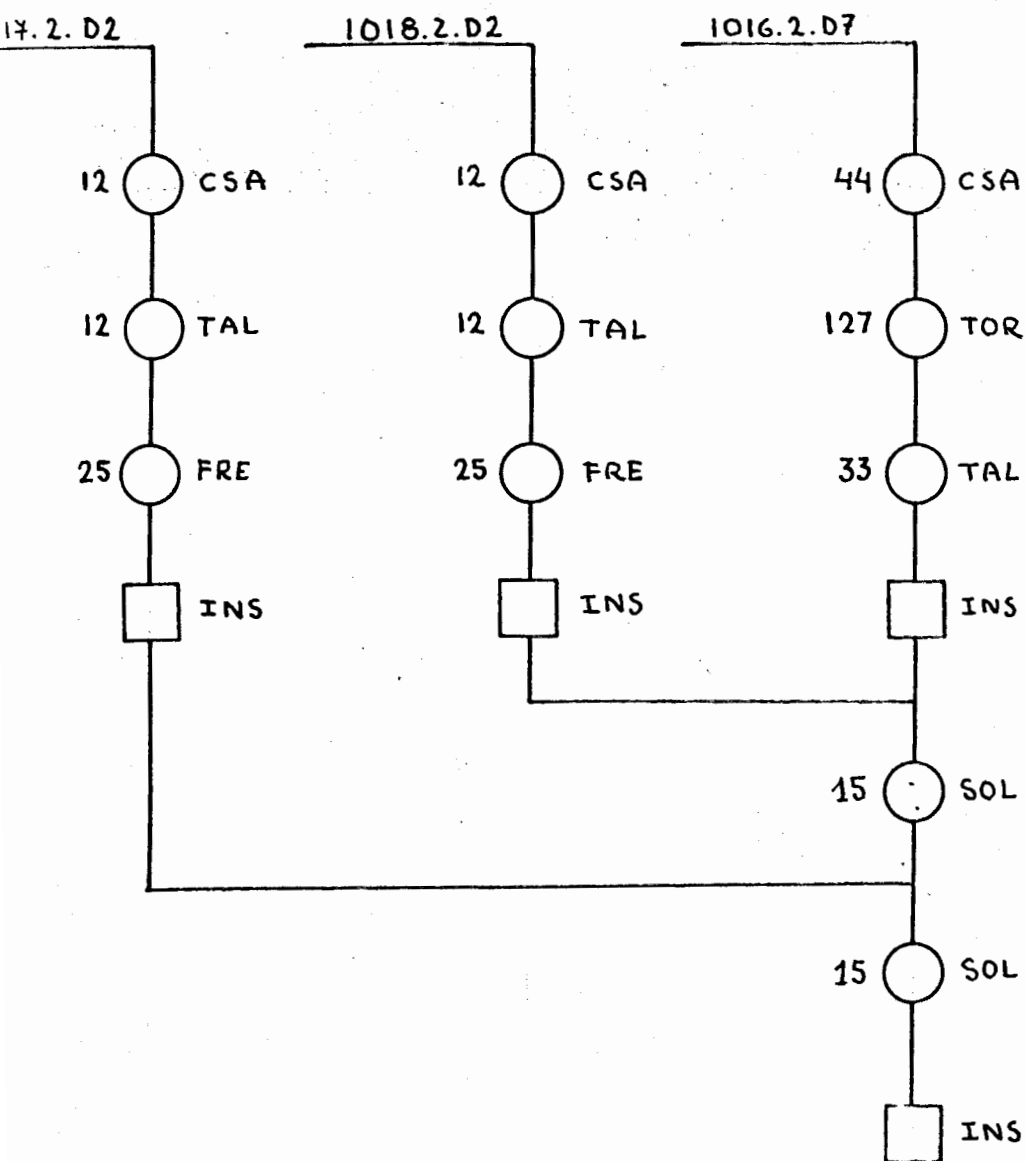 17.2.D2 1018.2.D2 1016.2.D7
12 CSA 12 CSA 44 CSA
12 TAL 12 TAL 127 TOR
25 FRE 25 FRE 33 TAL
INS INS INS
15 SOL
15 SOL
INS